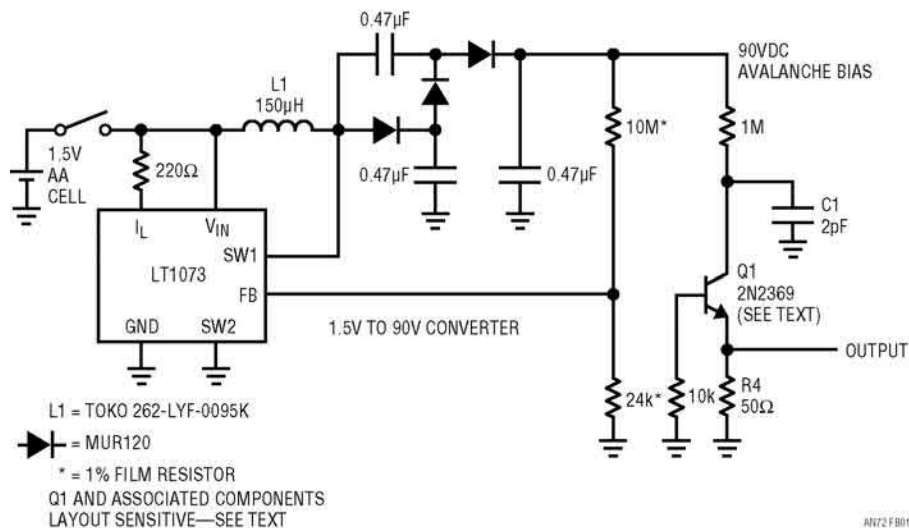 0.47µF
90VDC
AVALANCHE BIAS
L1
150µH
10M*
1M
1.5V
AA
CELL
220Ω
0.47µF
0.47µF
C1
2pF
IL
VIN
SW1
LT1073
FB
Q1
2N2369
(SEE TEXT)
GND
SW2
1.5V TO 90V CONVERTER
OUTPUT
24k*
10k
R4
50Ω
L1 = TOKO 262-LYF-0095K
= MUR120
* = 1% FILM RESISTOR
Q1 AND ASSOCIATED COMPONENTS
LAYOUT SENSITIVE—SEE TEXT
AN72 FB01